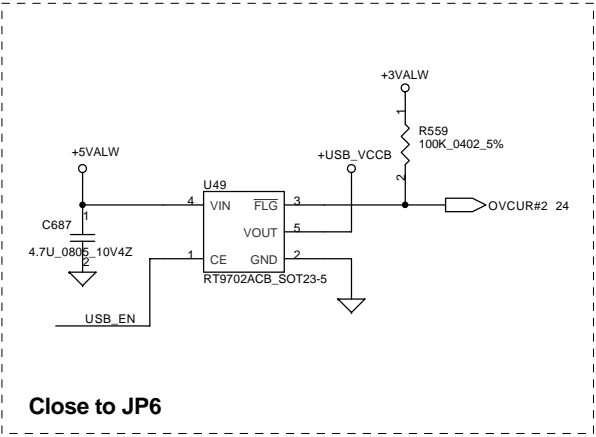 +3VALW
1
R559
100K_0402_5%
2
+5VALW
+USB_VCCB
U49
4 VIN FLG 3
OVCUR#2 24
C687
1
4.7U_0805_10V4Z
2
VOUT 5
1 CE GND 2
RT9702ACB_SOT23-5
USB_EN
Close to JP6